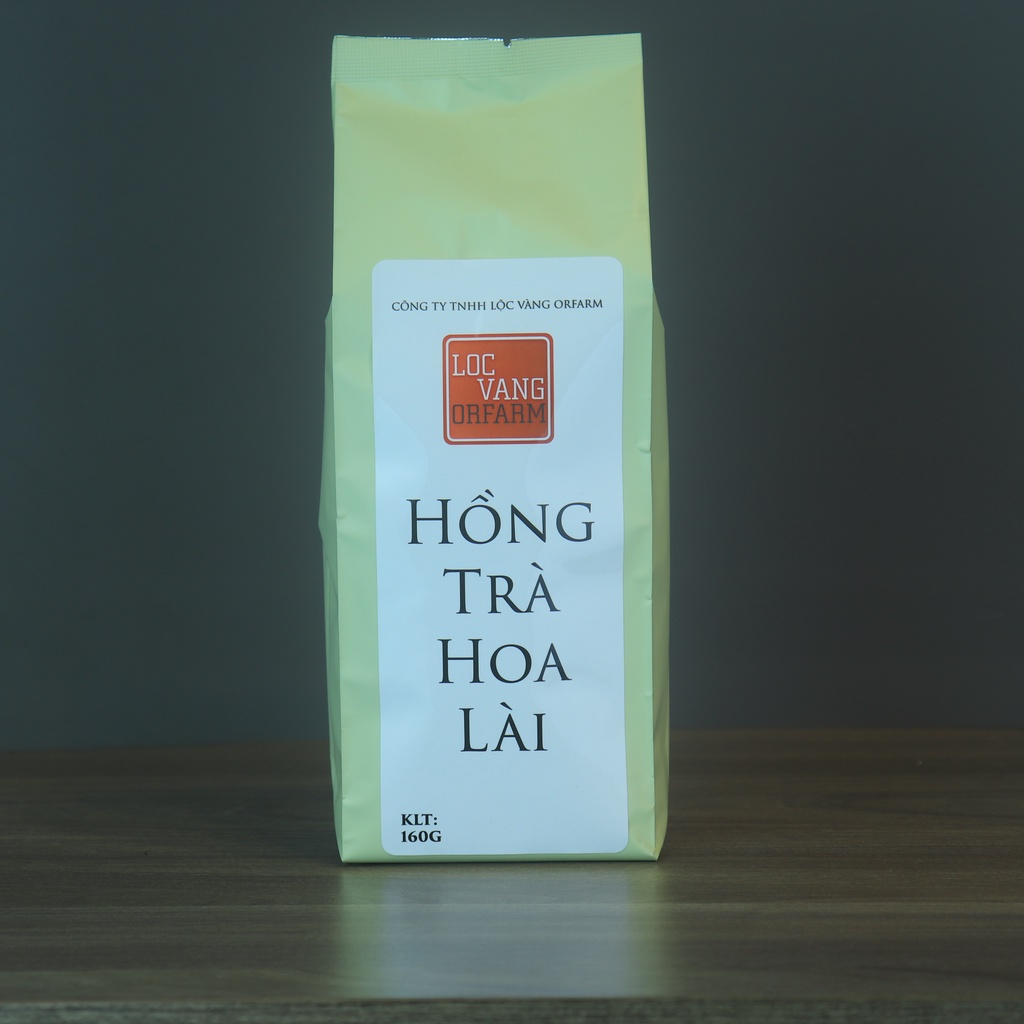 CÔNG TY TNHH LỘC VÀNG ORFARM
LOC
VANG
ORFARM
HỒNG
TRÀ
HOA
LÀI
KLT:
160G